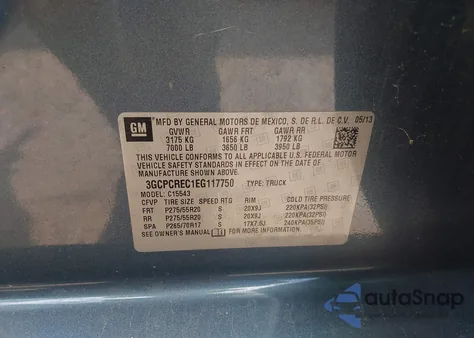 GM
MFD BY GENERAL MOTORS DE MEXICO, S. DE R.L. DE C.V. 05/13
GVWR GAWR FRT GAWR RR
3175 KG 1656 KG 1792 KG
7000 LB 3650 LB 3950 LB
THIS VEHICLE CONFORMS TO ALL APPLICABLE U.S. FEDERAL MOTOR
VEHICLE SAFETY STANDARDS IN EFFECT ON THE DATE OF
MANUFACTURE SHOWN ABOVE.
3GCPCREC1EG117750 TYPE: TRUCK
MODEL: C15543
CFVP TIRE SIZE SPEED RTG RIM COLD TIRE PRESSURE
FRT P275/55R20 S 20X9J 220KPA(32PSI)
RR P275/55R20 S 20X9J 220KPA(32PSI)
SPA P265/70R17 S 17X7.5J 240KPA(35PSI)
SEE OWNER'S MANUAL FOR MORE INFORMATION.
autoSnap